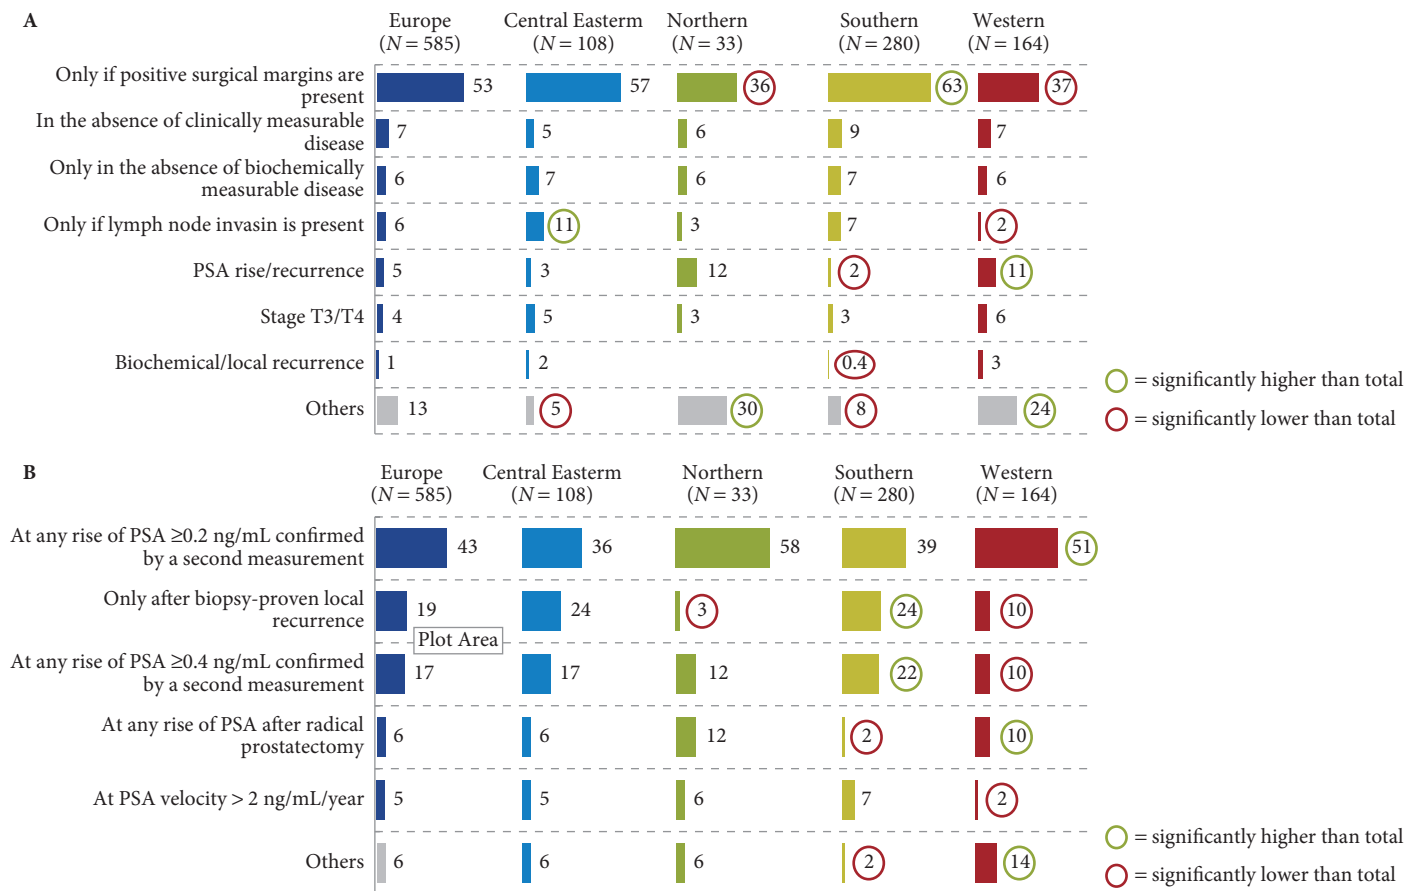 A
Europe
(N = 585)
Central Easterm
(N = 108)
Northern
(N = 33)
Southern
(N = 280)
Western
(N = 164)
Only if positive surgical margins are
present
53 57 36 63 37
In the absence of clinically measurable
disease
7 5 6 9 7
Only in the absence of biochemically
measurable disease
6 7 6 7 6
Only if lymph node invasin is present
6 11 3 7 2
PSA rise/recurrence
5 3 12 2 11
Stage T3/T4
4 5 3 3 6
Biochemical/local recurrence
1 2 0.4 3
Others
13 5 30 8 24
= significantly higher than total
= significantly lower than total
B
Europe
(N = 585)
Central Easterm
(N = 108)
Northern
(N = 33)
Southern
(N = 280)
Western
(N = 164)
At any rise of PSA ≥0.2 ng/mL confirmed
by a second measurement
43 36 58 39 51
Only after biopsy-proven local
recurrence
19 24 3 24 10
Plot Area
At any rise of PSA ≥0.4 ng/mL confirmed
by a second measurement
17 17 12 22 10
At any rise of PSA after radical
prostatectomy
6 6 12 2 10
At PSA velocity > 2 ng/mL/year
5 5 6 7 2
Others
6 6 6 2 14
= significantly higher than total
= significantly lower than total